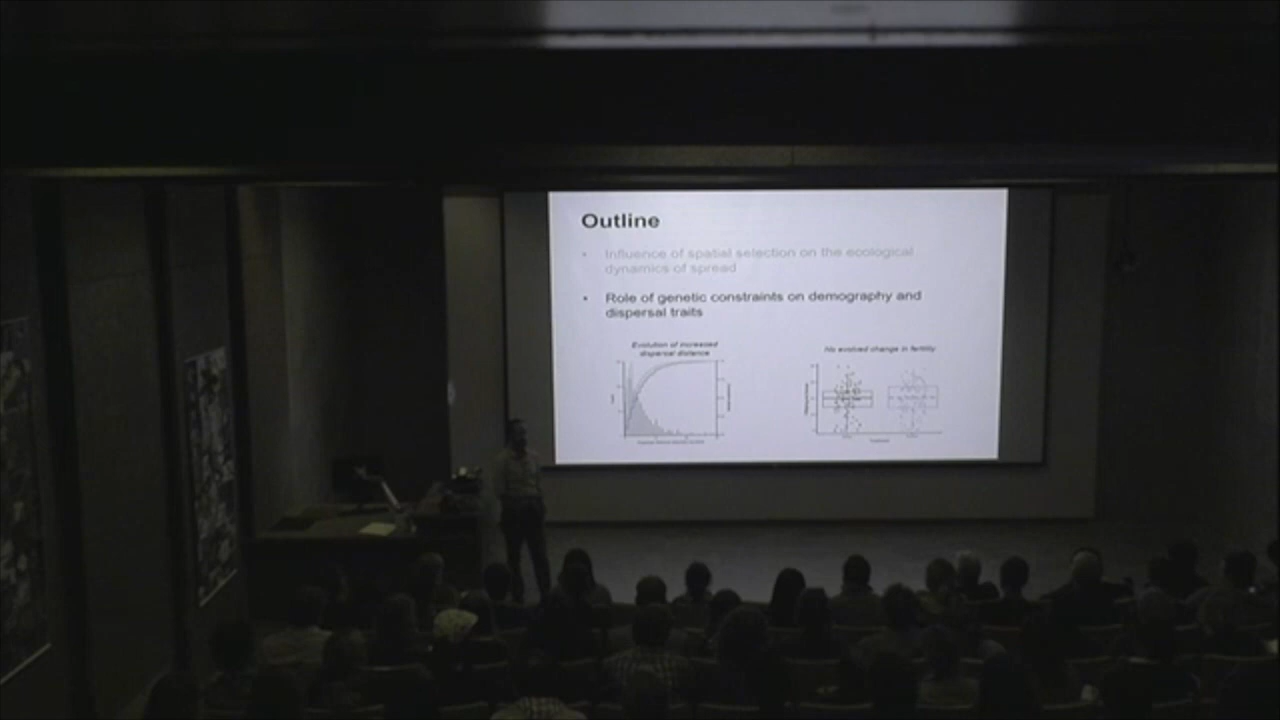 Outline
• Influence of spatial selection on the ecological
dynamics of spread
• Role of genetic constraints on demography and
dispersal traits
Evolution of increased
dispersal distance
No evolved change in fertility